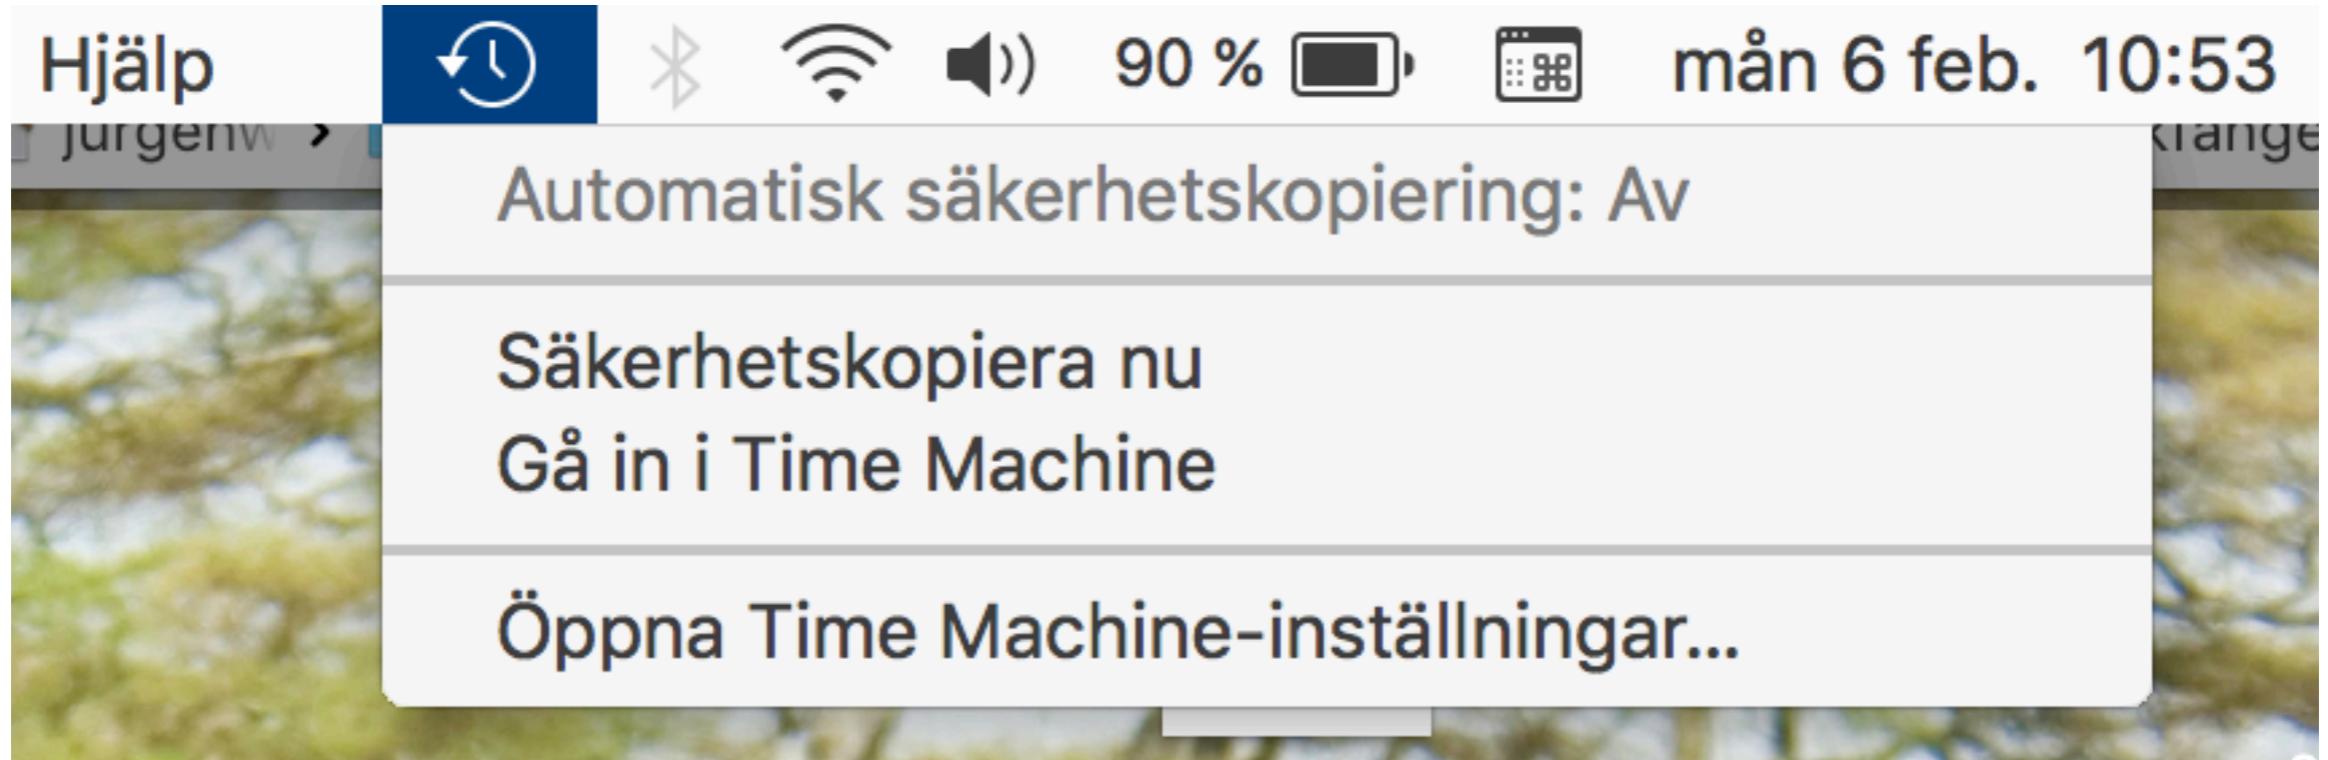 Hjälp 90 % mån 6 feb. 10:53
jürgenw
Automatisk säkerhetskopiering: Av
Säkerhetskopiera nu
Gå in i Time Machine
Öppna Time Machine-inställningar...